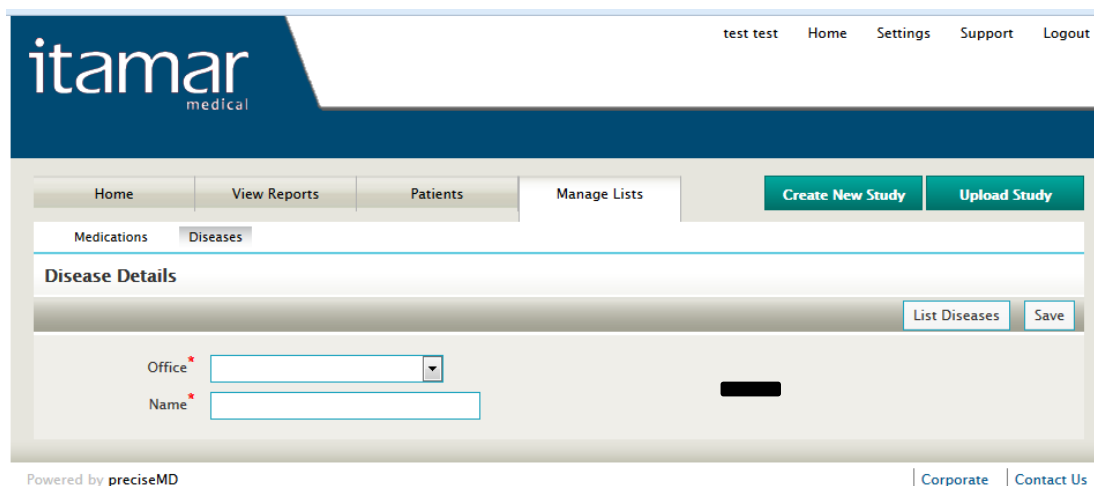 test test Home Settings Support Logout
itamar
medical
Home View Reports Patients Manage Lists Create New Study Upload Study
Medications Diseases
Disease Details
List Diseases Save
Office*
Name*
Powered by preciseMD Corporate Contact Us